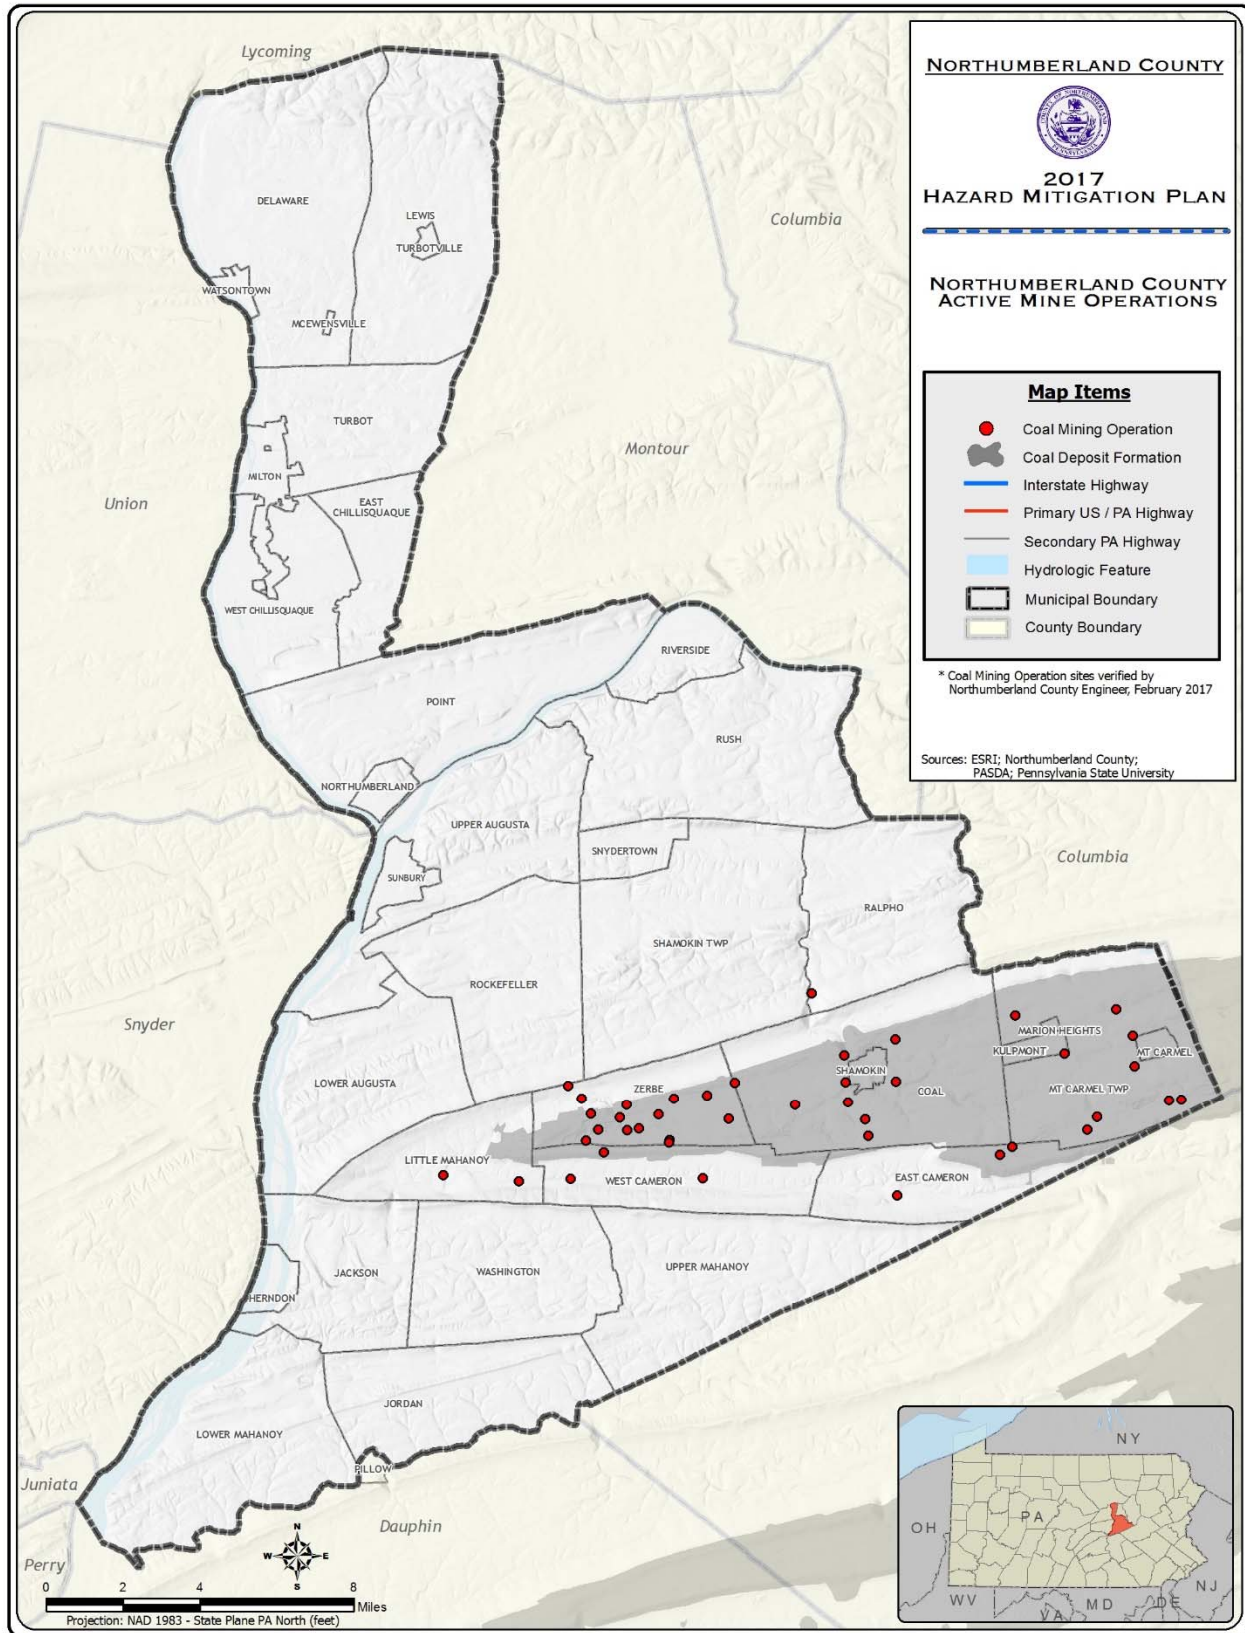 NORTHUMBERLAND COUNTY
COUNTY OF NORTHUMBERLAND
PENNSYLVANIA
2017
HAZARD MITIGATION PLAN
NORTHUMBERLAND COUNTY
ACTIVE MINE OPERATIONS
Map Items
Coal Mining Operation
Coal Deposit Formation
Interstate Highway
Primary US / PA Highway
Secondary PA Highway
Hydrologic Feature
Municipal Boundary
County Boundary
* Coal Mining Operation sites verified by
Northumberland County Engineer, February 2017
Sources: ESRI; Northumberland County;
PASDA; Pennsylvania State University
Lycoming
DELAWARE
LEWIS
TURBOTVILLE
Columbia
WATSONTOWN
MCEWENSVILLE
TURBOT
Montour
MILTON
Union
EAST
CHILLISQUAQUE
WEST CHILLISQUAQUE
RIVERSIDE
POINT
RUSH
NORTHUMBERLAND
UPPER AUGUSTA
SNYDERTOWN
Columbia
SUNBURY
RALPHO
SHAMOKIN TWP
ROCKEFELLER
Snyder
MARION HEIGHTS
KULPMONT
MT CARMEL
SHAMOKIN
LOWER AUGUSTA
ZERBE
COAL
MT CARMEL TWP
LITTLE MAHANOY
WEST CAMERON
EAST CAMERON
JACKSON
WASHINGTON
UPPER MAHANOY
HERNDON
JORDAN
LOWER MAHANOY
PILLOW
Juniata
Dauphin
Perry
N
W
E
S
0
2
4
8
Miles
Projection: NAD 1983 - State Plane PA North (feet)
NY
OH
PA
NJ
WV
VA
MD
DE